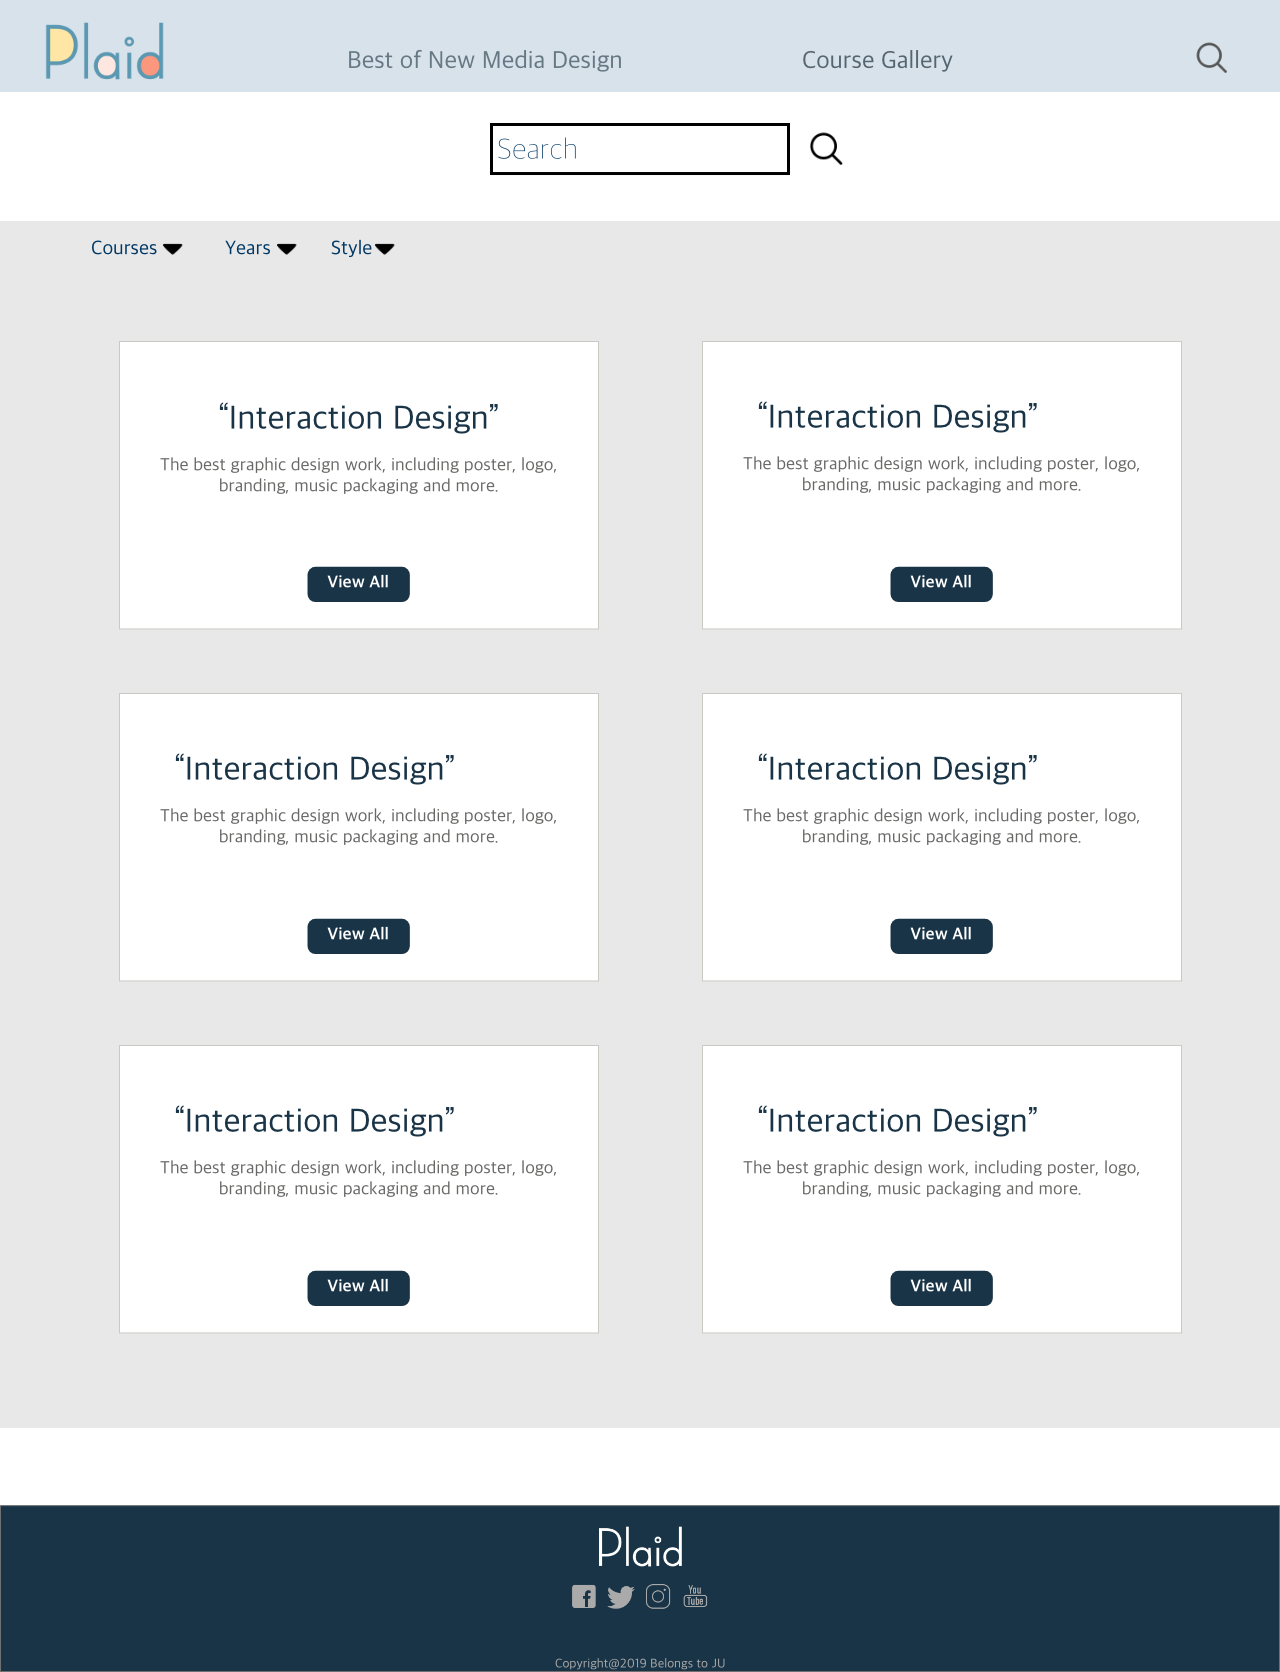 Plaid
Best of New Media Design
Course Gallery
Search
Courses
Years
Style
“Interaction Design”
The best graphic design work, including poster, logo,
branding, music packaging and more.
View All
“Interaction Design”
The best graphic design work, including poster, logo,
branding, music packaging and more.
View All
“Interaction Design”
The best graphic design work, including poster, logo,
branding, music packaging and more.
View All
“Interaction Design”
The best graphic design work, including poster, logo,
branding, music packaging and more.
View All
“Interaction Design”
The best graphic design work, including poster, logo,
branding, music packaging and more.
View All
“Interaction Design”
The best graphic design work, including poster, logo,
branding, music packaging and more.
View All
Plaid
You
Tube
Copyright@2019 Belongs to JU